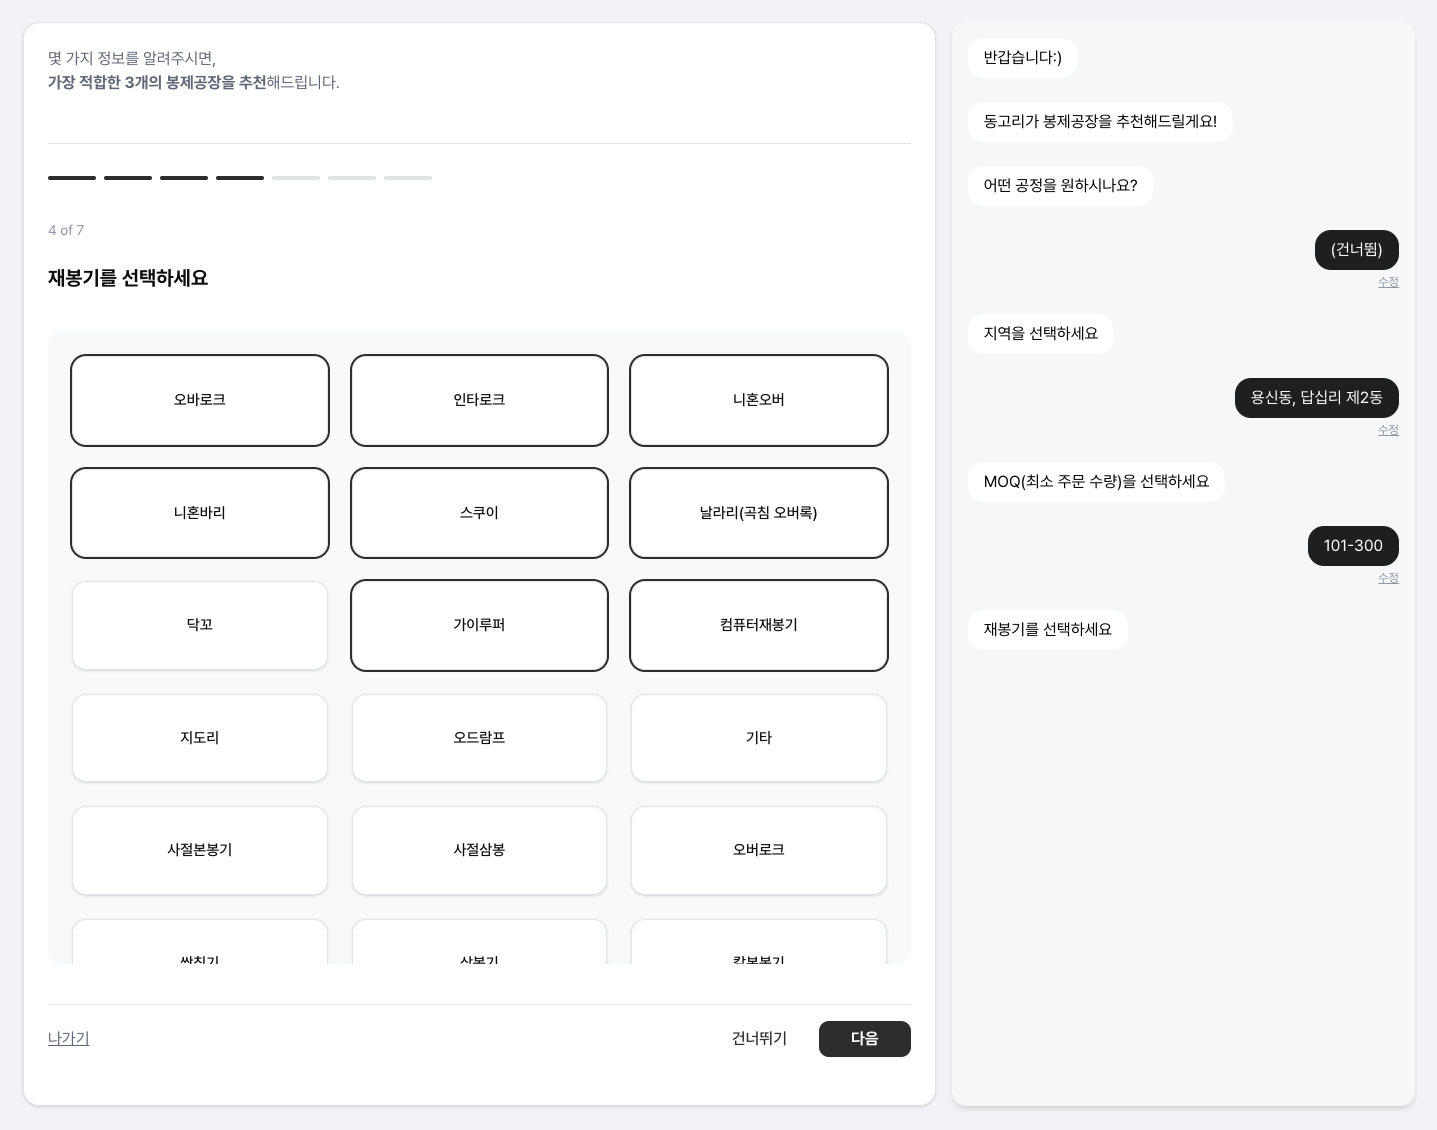 몇 가지 정보를 알려주시면,
가장 적합한 3개의 봉제공장을 추천해드립니다.
4 of 7
재봉기를 선택하세요
오바로크
인타로크
니혼오버
니혼바리
스쿠이
날라리(곡침 오버록)
닥꼬
가이루퍼
컴퓨터재봉기
지도리
오드람프
기타
사절본봉기
사절삼봉
오버로크
쌍침기
삼봉기
나가기
건너뛰기
다음
반갑습니다:)
동고리가 봉제공장을 추천해드릴게요!
어떤 공정을 원하시나요?
(건너뜀)
수정
지역을 선택하세요
용신동, 답십리 제2동
수정
MOQ(최소 주문 수량)을 선택하세요
101-300
수정
재봉기를 선택하세요